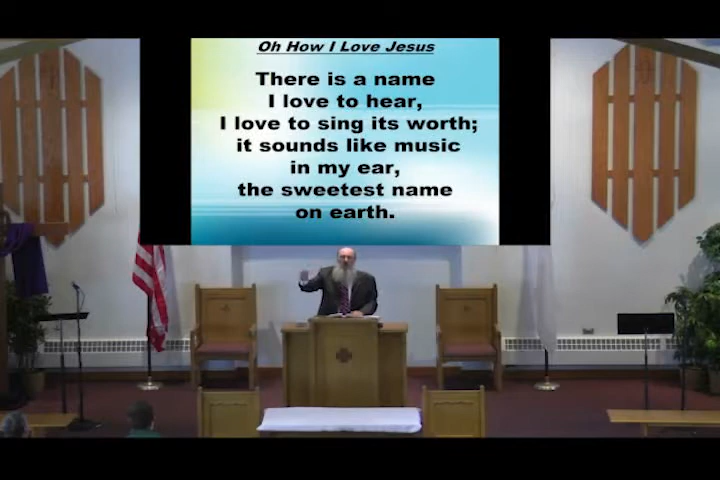 Oh How I Love Jesus
There is a name
I love to hear,
I love to sing its worth;
it sounds like music
in my ear,
the sweetest name
on earth.